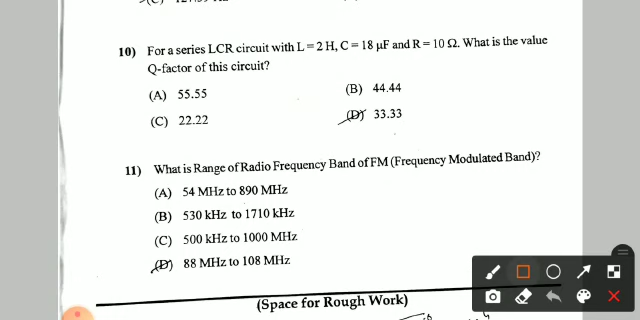 10) For a series LCR circuit with L = 2 H, C = 18 μF and R = 10 Ω. What is the value
Q-factor of this circuit?
(A) 55.55
(B) 44.44
(C) 22.22
(D) 33.33
11) What is Range of Radio Frequency Band of FM (Frequency Modulated Band)?
(A) 54 MHz to 890 MHz
(B) 530 kHz to 1710 kHz
(C) 500 kHz to 1000 MHz
(D) 88 MHz to 108 MHz
(Space for Rough Work)